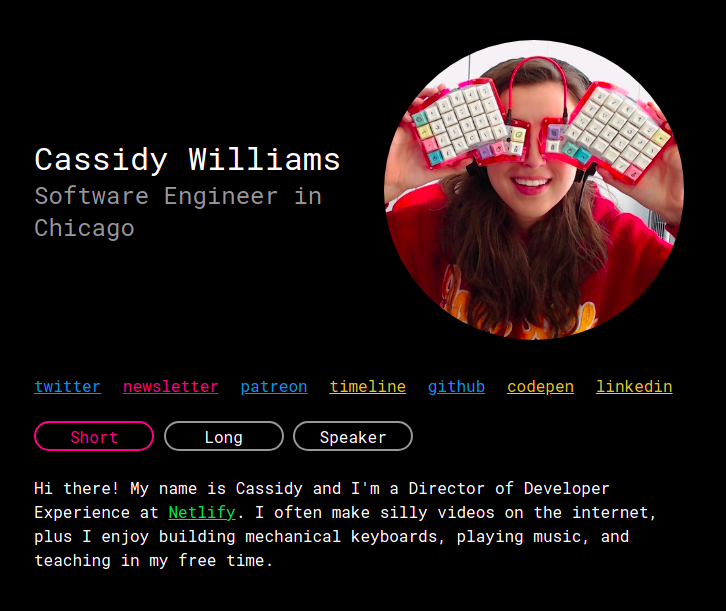 Cassidy Williams
Software Engineer in
Chicago
twitter newsletter patreon timeline github codepen linkedin
Short Long Speaker
Hi there! My name is Cassidy and I'm a Director of Developer
Experience at Netlify. I often make silly videos on the internet,
plus I enjoy building mechanical keyboards, playing music, and
teaching in my free time.